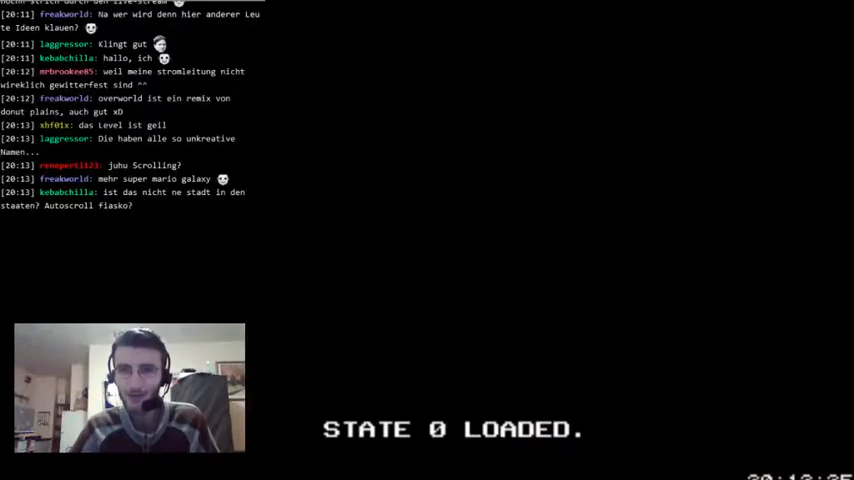 [20:11] freakworld: Na wer wird denn hier anderer Leu
te Ideen klauen?
[20:11] laggressor: Klingt gut
[20:11] kebabchilla: hallo, ich
[20:12] mrbrookee85: weil meine stromleitung nicht
wireklich gewitterfest sind ^^
[20:12] freakworld: overworld ist ein remix von
donut plains, auch gut xD
[20:13] xhf01x: das Level ist geil
[20:13] laggressor: Die haben alle so unkreative
Namen...
[20:13] renepertl123: juhu Scrolling?
[20:13] freakworld: mehr super mario galaxy
[20:13] kebabchilla: ist das nicht ne stadt in den
staaten? Autoscroll fiasko?
STATE 0 LOADED.